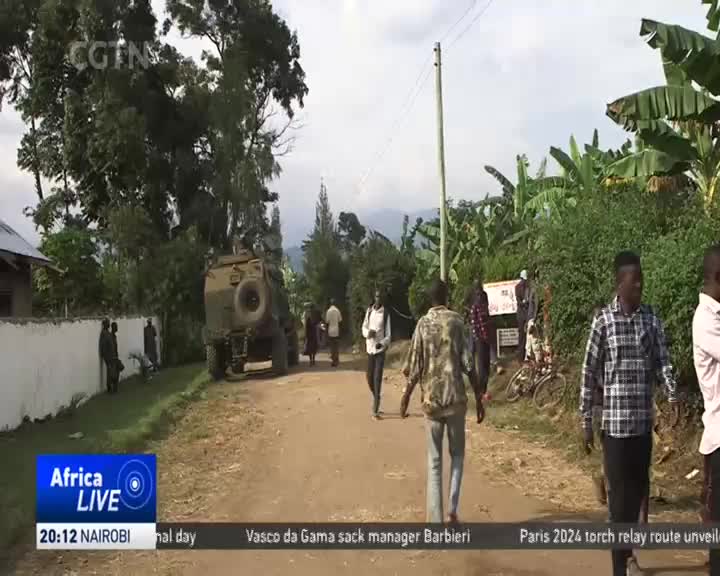 CGTN
Africa
LIVE
20:12 NAIROBI
nal day Vasco da Gama sack manager Barbieri Paris 2024 torch relay route unveil